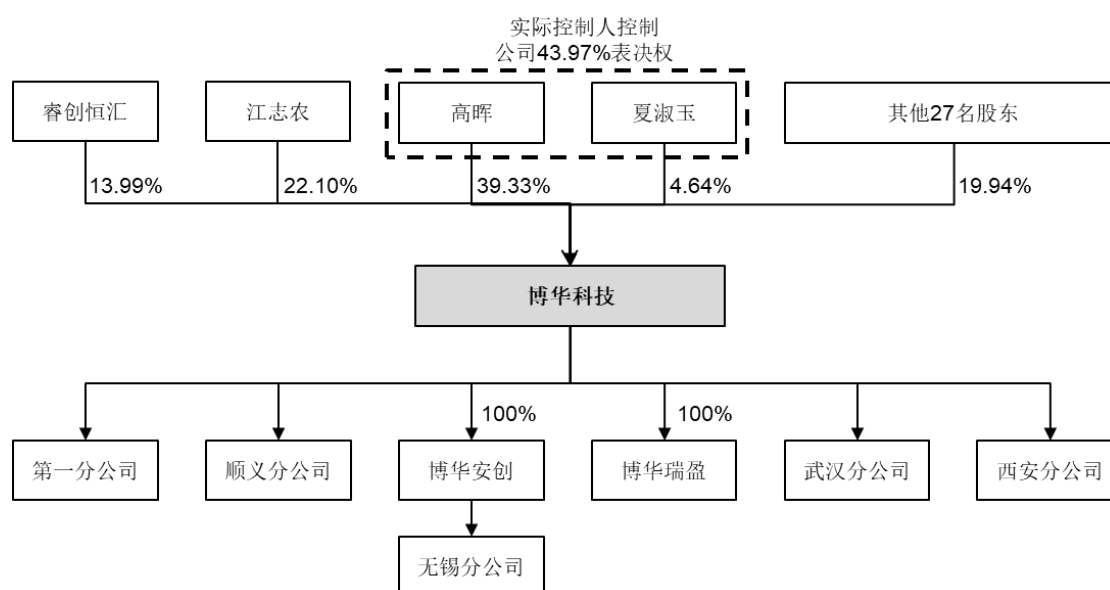 实际控制人控制
公司43.97%表决权
睿创恒汇
江志农
高晖
夏淑玉
其他27名股东
13.99%
22.10%
39.33%
4.64%
19.94%
博华科技
100%
100%
第一分公司
顺义分公司
博华安创
博华瑞盈
武汉分公司
西安分公司
无锡分公司